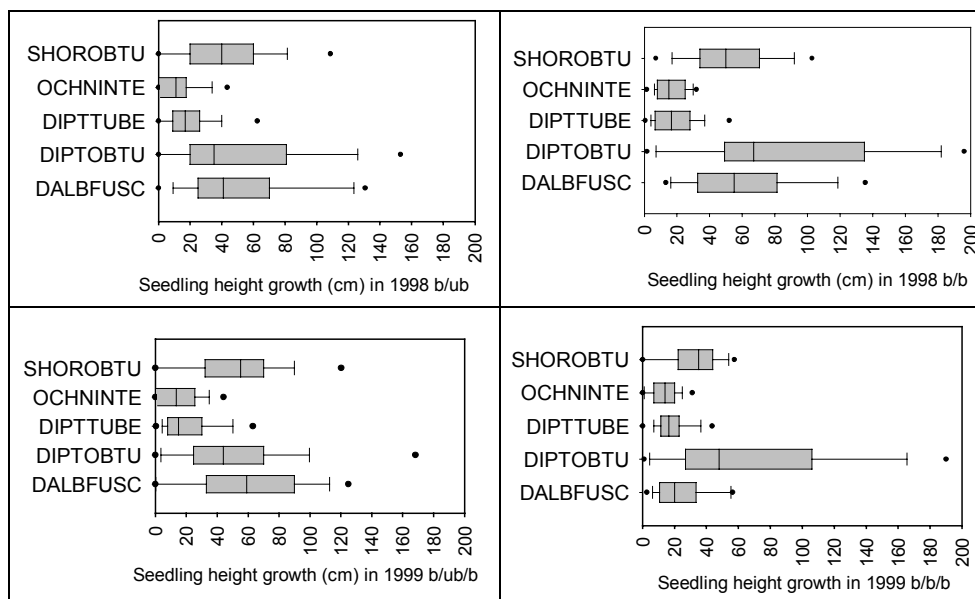 SHOROBTU
OCHNINTE
DIPTTUBE
DIPTOBTU
DALBFUSC
0 20 40 60 80 100 120 140 160 180 200
Seedling height growth (cm) in 1998 b/ub
SHOROBTU
OCHNINTE
DIPTTUBE
DIPTOBTU
DALBFUSC
0 20 40 60 80 100 120 140 160 180 200
Seedling height growth (cm) in 1998 b/b
SHOROBTU
OCHNINTE
DIPTTUBE
DIPTOBTU
DALBFUSC
0 20 40 60 80 100 120 140 160 180 200
Seedling height growth (cm) in 1999 b/ub/b
SHOROBTU
OCHNINTE
DIPTTUBE
DIPTOBTU
DALBFUSC
0 20 40 60 80 100 120 140 160 180 200
Seedling height growth in 1999 b/b/b